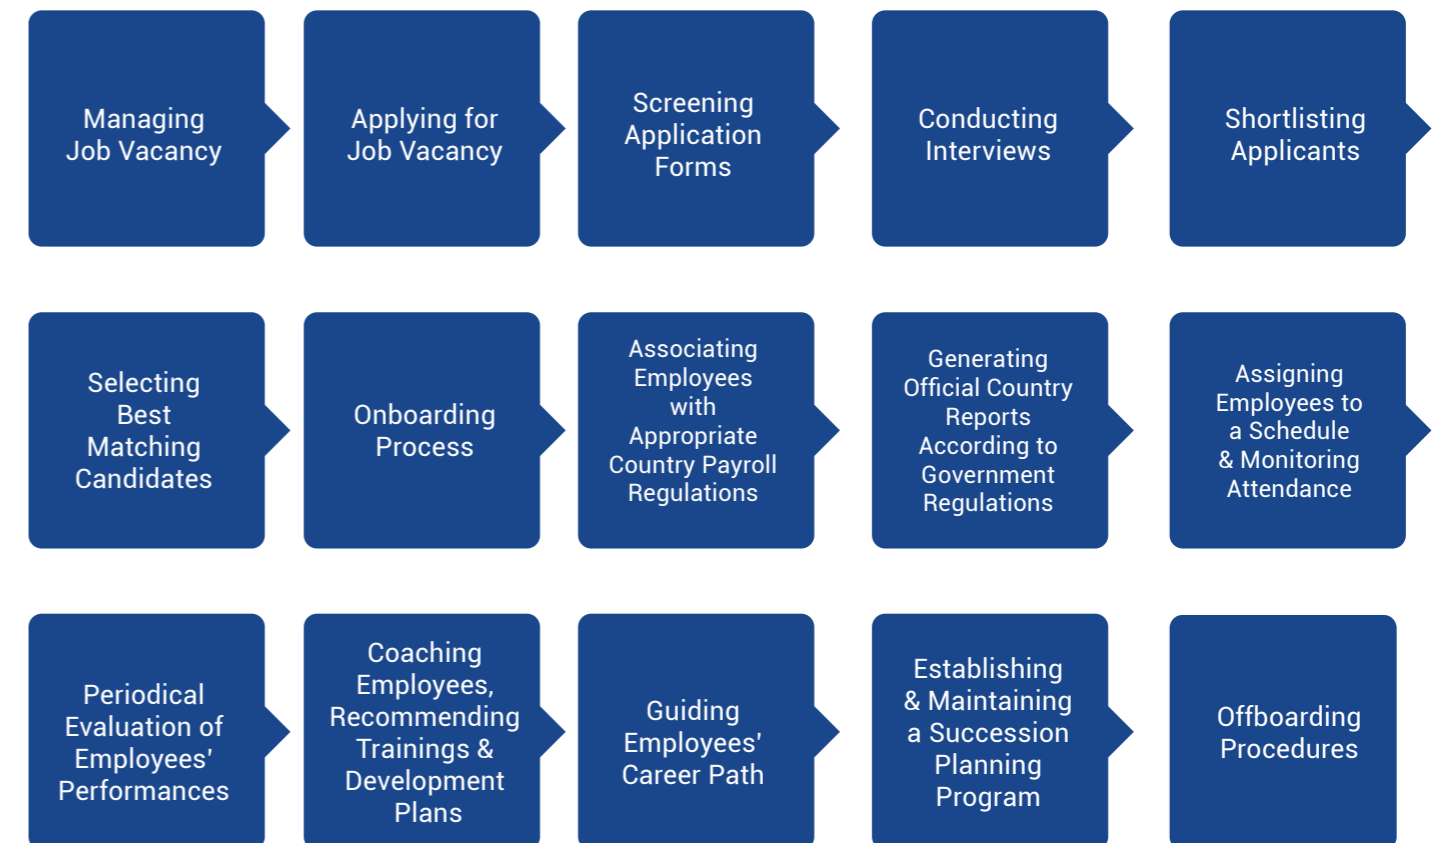 Managing
Job Vacancy
Applying for
Job Vacancy
Screening
Application
Forms
Conducting
Interviews
Shortlisting
Applicants
Selecting
Best
Matching
Candidates
Onboarding
Process
Associating
Employees
with
Appropriate
Country Payroll
Regulations
Generating
Official Country
Reports
According to
Government
Regulations
Assigning
Employees to
a Schedule
& Monitoring
Attendance
Periodical
Evaluation of
Employees'
Performances
Coaching
Employees,
Recommending
Trainings &
Development
Plans
Guiding
Employees'
Career Path
Establishing
& Maintaining
a Succession
Planning
Program
Offboarding
Procedures